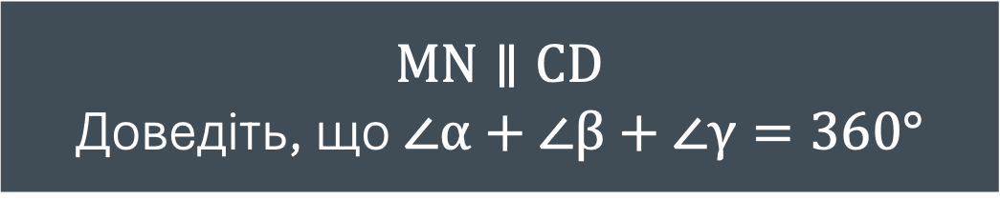 MN ∥ CD
Доведіть, що ∠α + ∠β + ∠γ = 360°